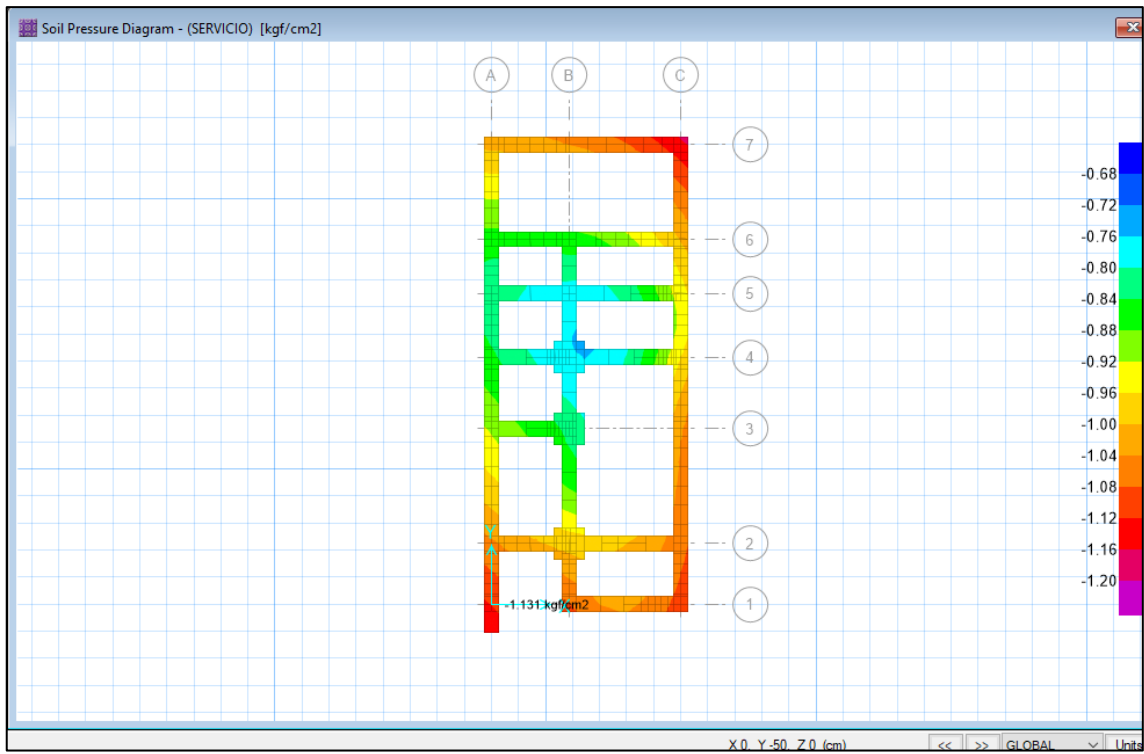 Soil Pressure Diagram - (SERVICIO) [kgf/cm2]
A
B
C
7
6
5
4
3
2
1
Y
X
-1.131 kgf/cm2
-0.68
-0.72
-0.76
-0.80
-0.84
-0.88
-0.92
-0.96
-1.00
-1.04
-1.08
-1.12
-1.16
-1.20
X 0, Y -50, Z 0 (cm)
<< >> GLOBAL Units